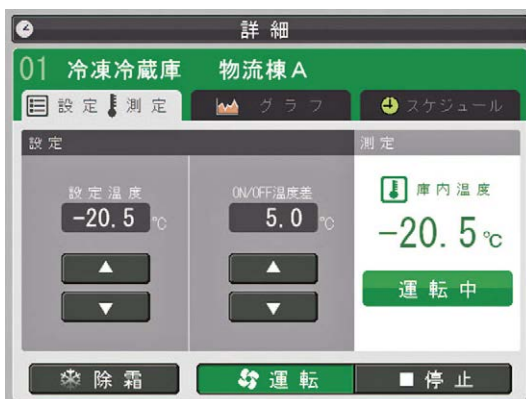 詳細
01 冷凍冷蔵庫 物流棟A
設定 測定 グラフ スケジュール
設定 測定
設定温度 ON/OFF温度差 庫内温度
-20.5 ℃ 5.0 ℃ -20.5℃
▲ ▲
運転中
▼ ▼
除霜 運転 ■停止